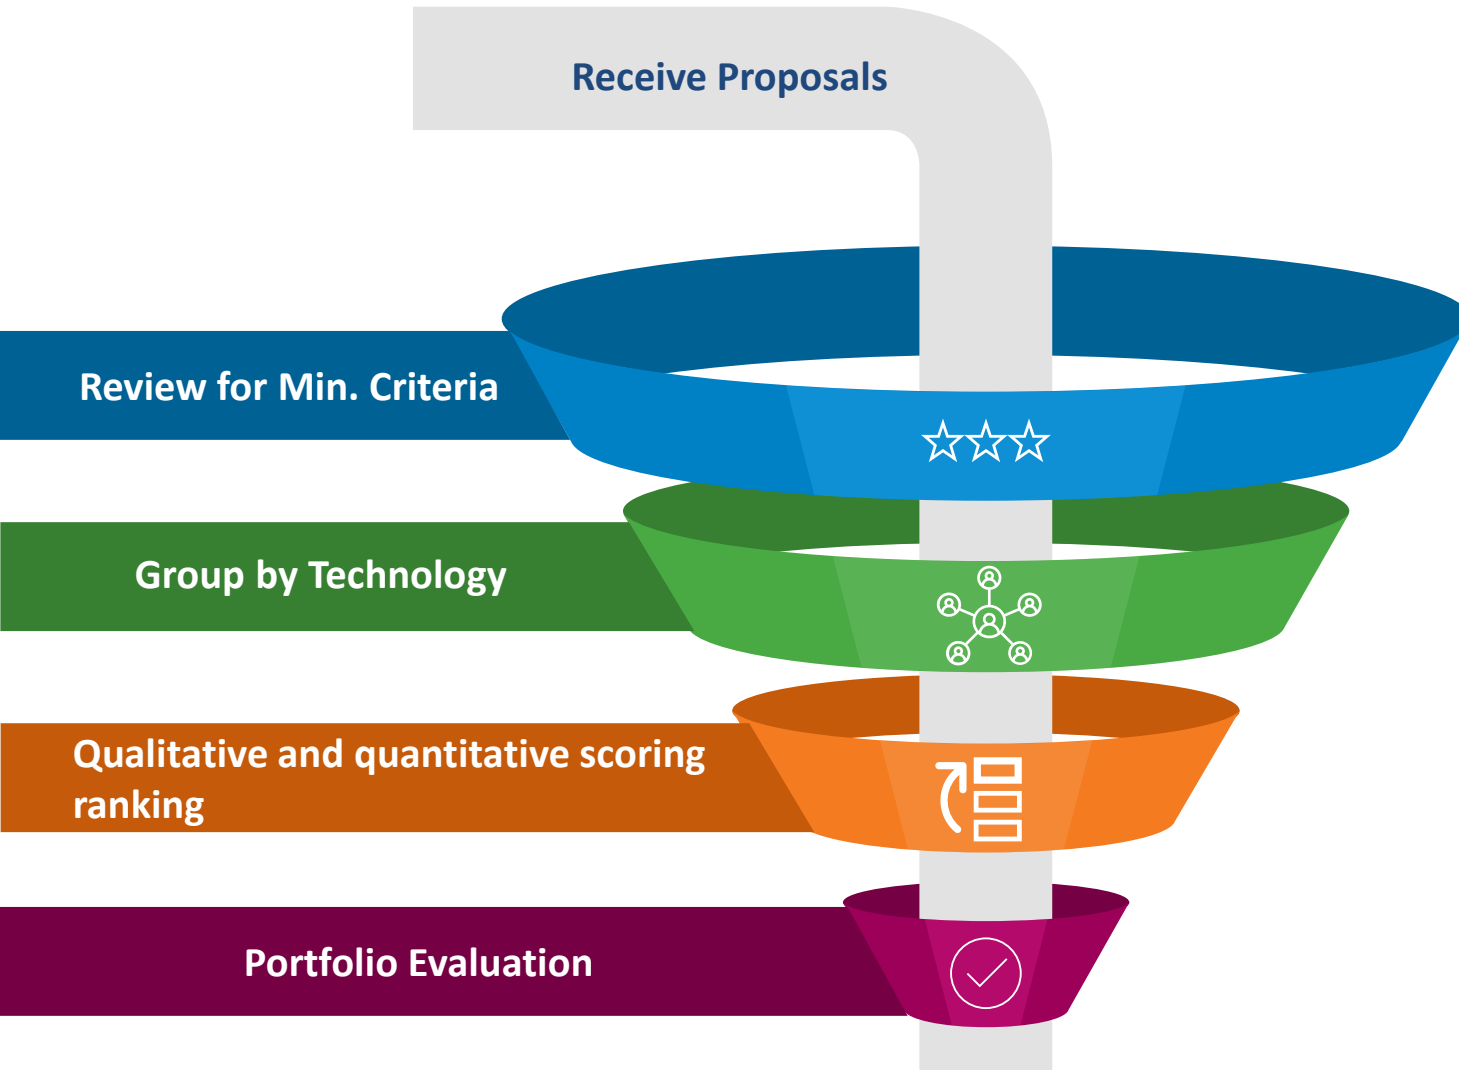 Receive Proposals
Review for Min. Criteria
Group by Technology
Qualitative and quantitative scoring
ranking
Portfolio Evaluation